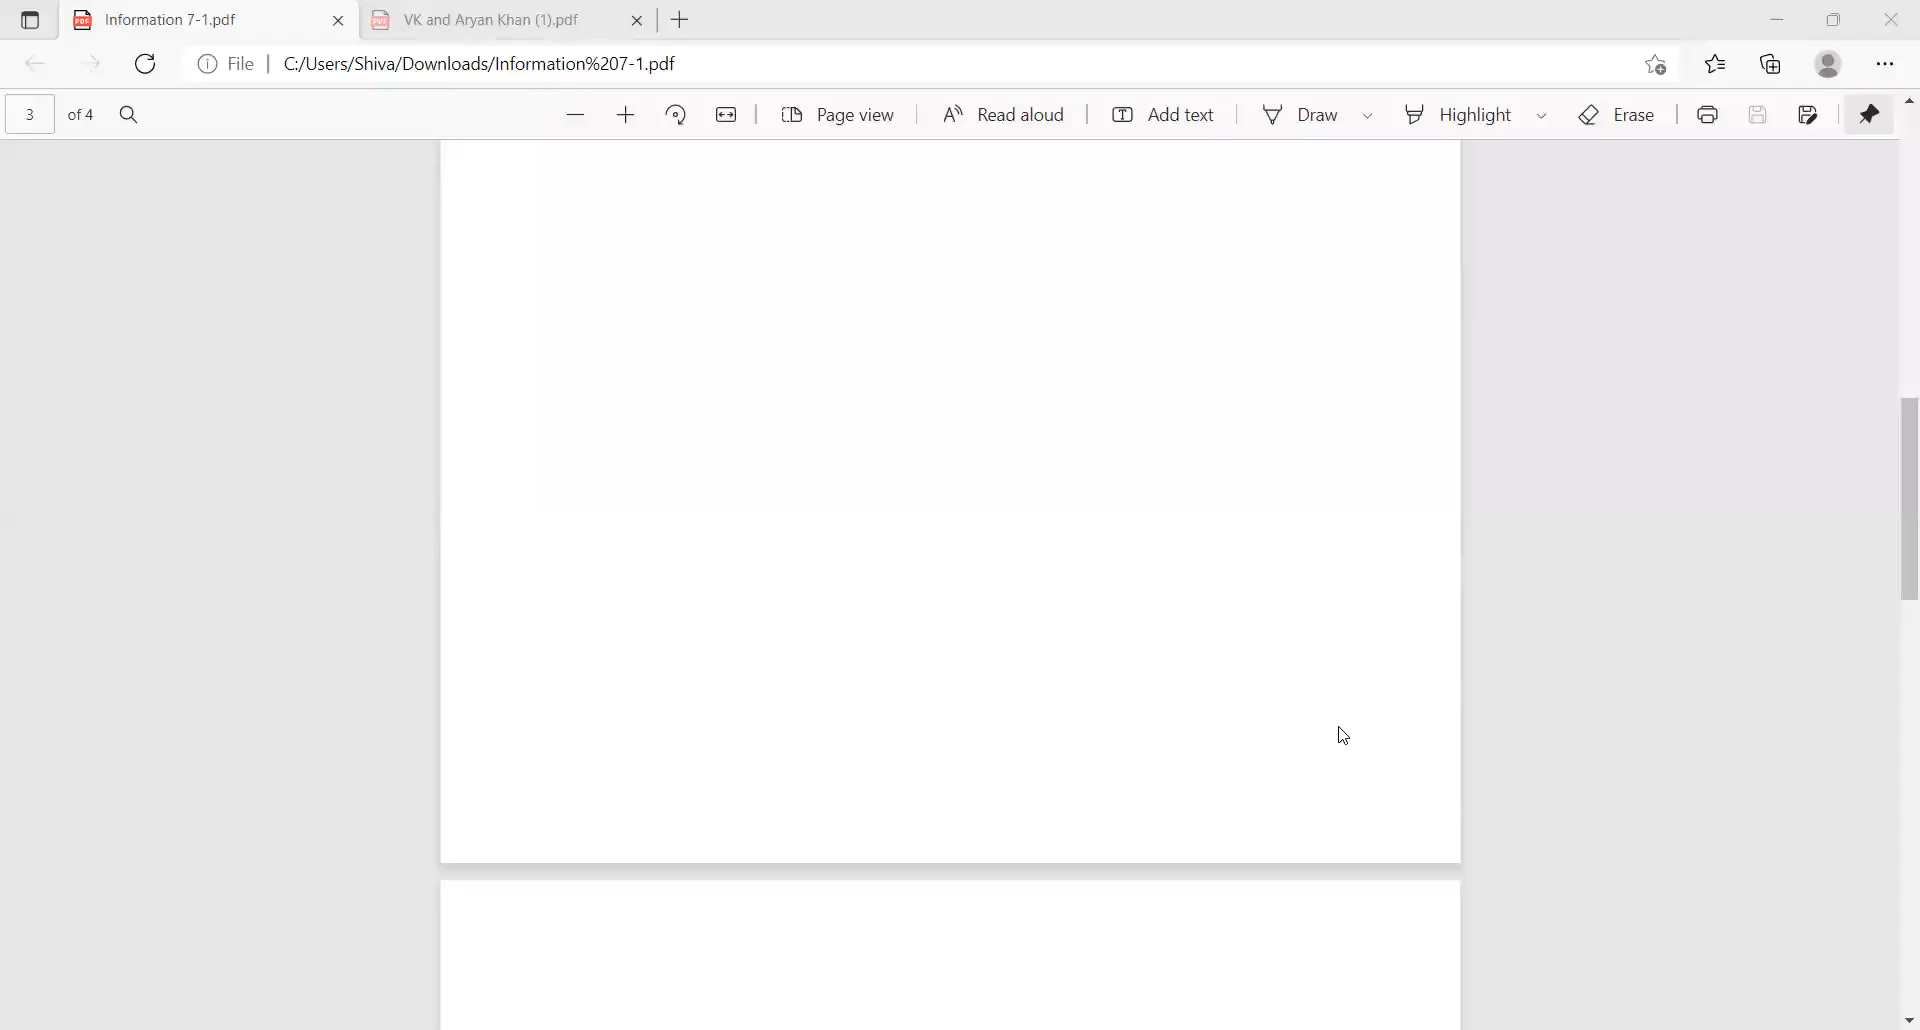 Information 7-1.pdf
VK and Aryan Khan (1).pdf
File
C:/Users/Shiva/Downloads/Information%207-1.pdf
3 of 4
Page view
Read aloud
Add text
Draw
Highlight
Erase